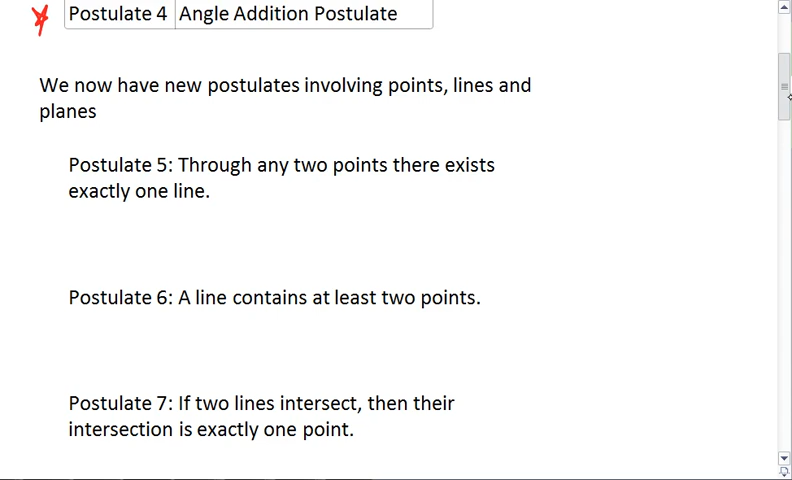 Postulate 4 Angle Addition Postulate
We now have new postulates involving points, lines and
planes
Postulate 5: Through any two points there exists
exactly one line.
Postulate 6: A line contains at least two points.
Postulate 7: If two lines intersect, then their
intersection is exactly one point.